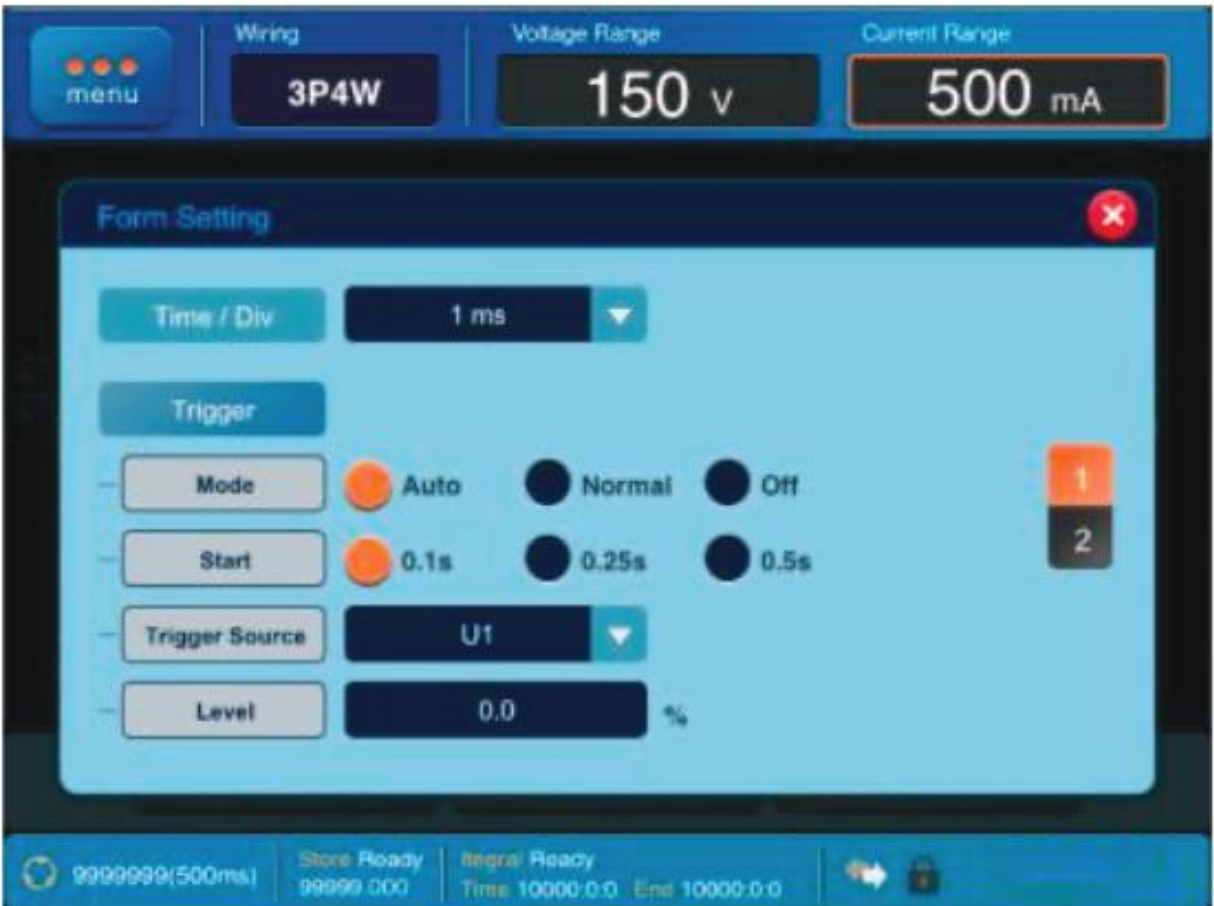 menu
Wiring
3P4W
Voltage Range
150 V
Current Range
500 mA
Form Setting
Time / Div
1 ms
Trigger
Mode
Auto
Normal
Off
Start
0.1s
0.25s
0.5s
Trigger Source
U1
Level
0.0
%
1
2
9999999(500ms)
Store Ready
99999.000
Itegral Ready
Time 10000:0:0 End 10000:0:0